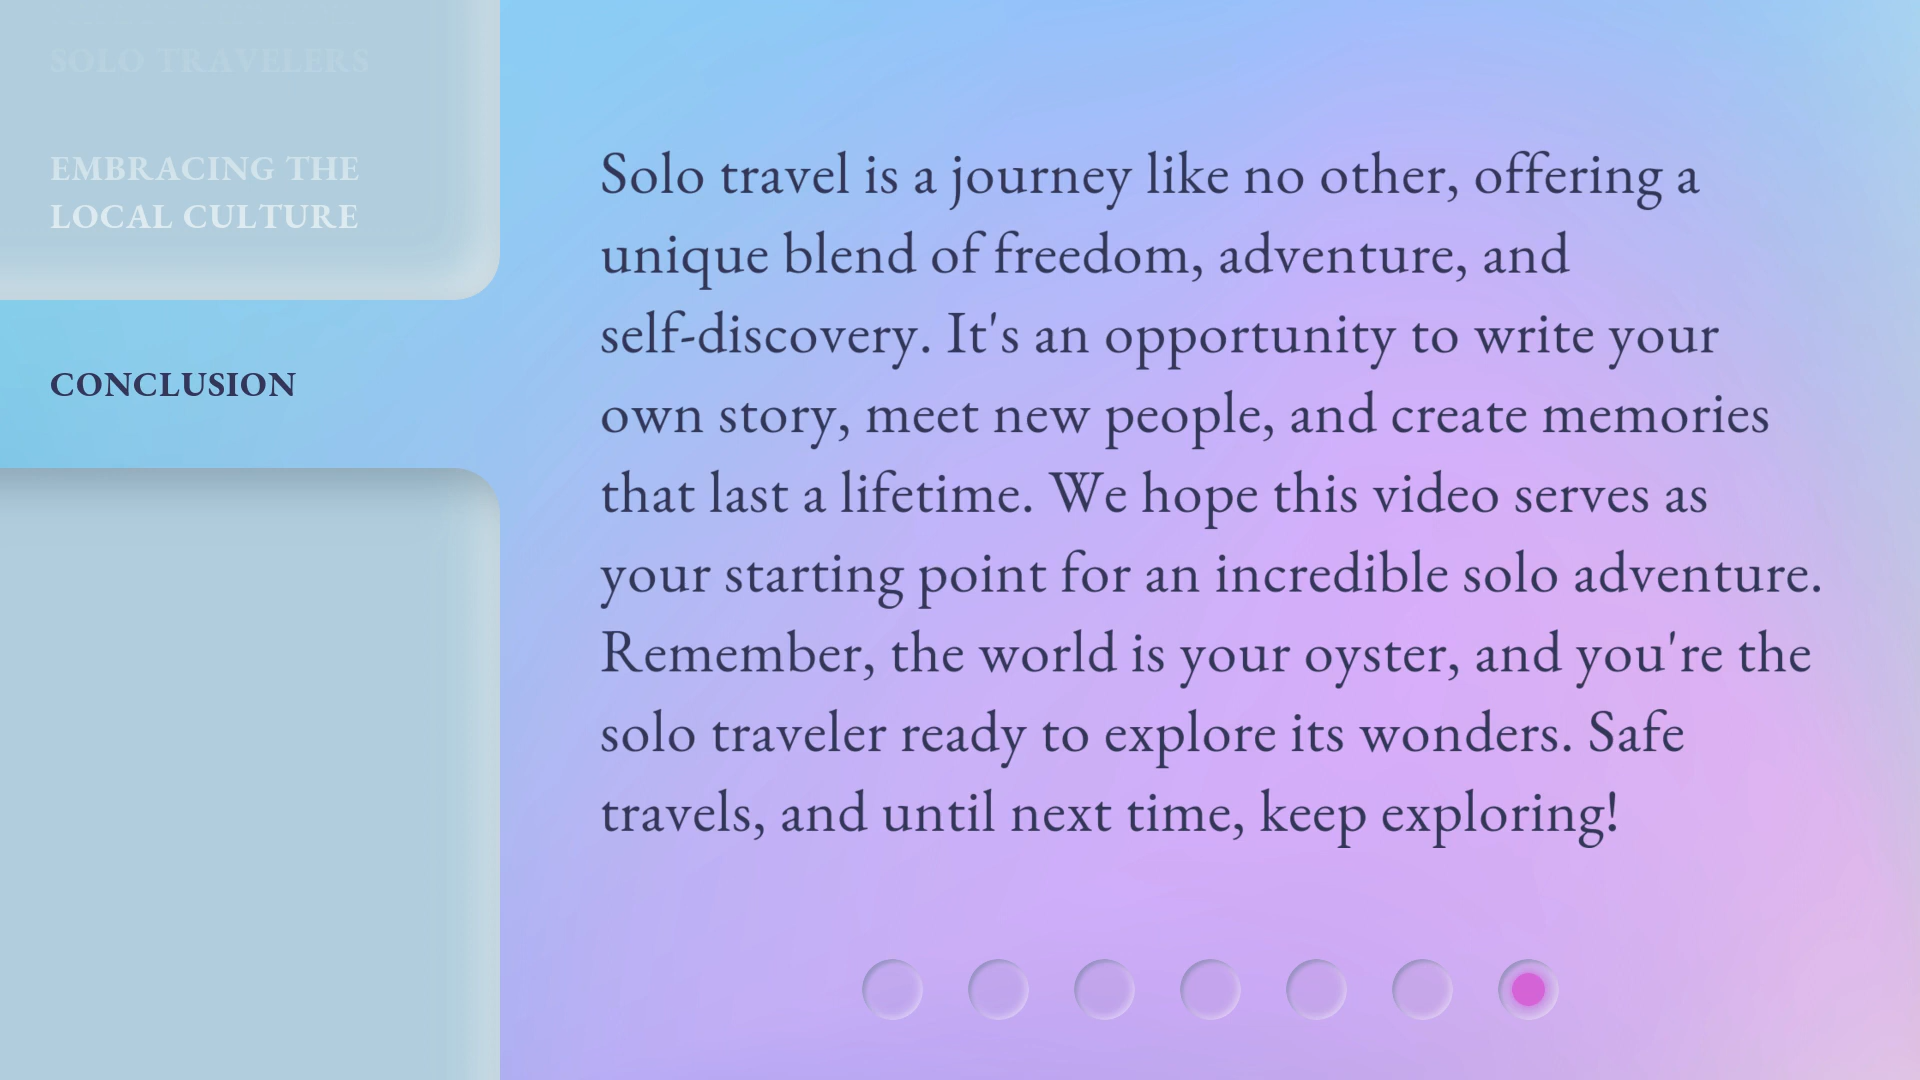 SOLO TRAVELERS
EMBRACING THE
LOCAL CULTURE
CONCLUSION
Solo travel is a journey like no other, offering a
unique blend of freedom, adventure, and
self-discovery. It's an opportunity to write your
own story, meet new people, and create memories
that last a lifetime. We hope this video serves as
your starting point for an incredible solo adventure.
Remember, the world is your oyster, and you're the
solo traveler ready to explore its wonders. Safe
travels, and until next time, keep exploring!